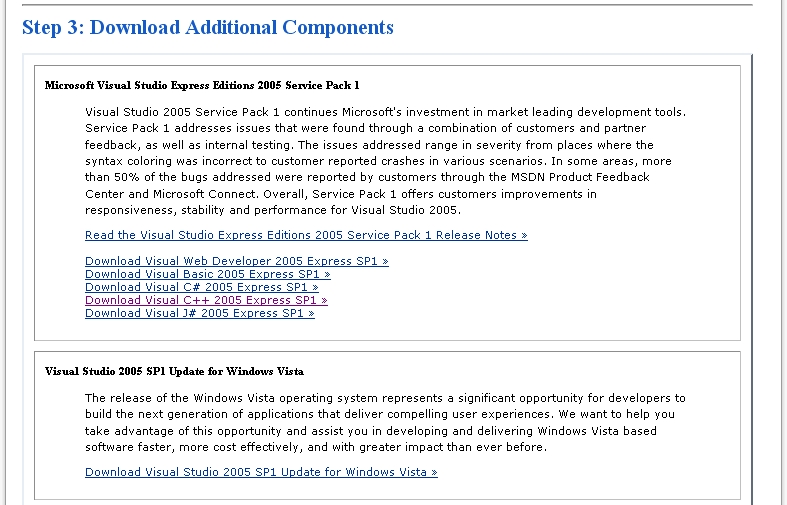 Step 3: Download Additional Components
Microsoft Visual Studio Express Editions 2005 Service Pack 1
Visual Studio 2005 Service Pack 1 continues Microsoft's investment in market leading development tools.
Service Pack 1 addresses issues that were found through a combination of customers and partner
feedback, as well as internal testing. The issues addressed range in severity from places where the
syntax coloring was incorrect to customer reported crashes in various scenarios. In some areas, more
than 50% of the bugs addressed were reported by customers through the MSDN Product Feedback
Center and Microsoft Connect. Overall, Service Pack 1 offers customers improvements in
responsiveness, stability and performance for Visual Studio 2005.
Read the Visual Studio Express Editions 2005 Service Pack 1 Release Notes »
Download Visual Web Developer 2005 Express SP1 »
Download Visual Basic 2005 Express SP1 »
Download Visual C# 2005 Express SP1 »
Download Visual C++ 2005 Express SP1 »
Download Visual J# 2005 Express SP1 »
Visual Studio 2005 SP1 Update for Windows Vista
The release of the Windows Vista operating system represents a significant opportunity for developers to
build the next generation of applications that deliver compelling user experiences. We want to help you
take advantage of this opportunity and assist you in developing and delivering Windows Vista based
software faster, more cost effectively, and with greater impact than ever before.
Download Visual Studio 2005 SP1 Update for Windows Vista »